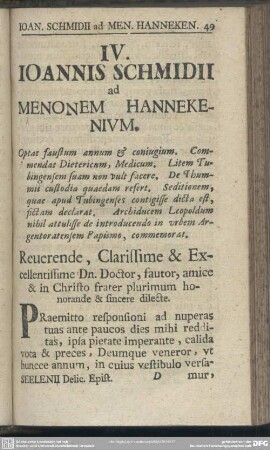 IOAN. SCHMIDII ad MEN. HANNEKEN. 49
IV.
IOANNIS SCHMIDII
ad
MENONEM HANNEKE-
NIVM.
Optat faustum annum & coniugium. Com-
mendat Dietericum, Medicum. Litem Tu-
bingensem suam non vult facere. De Thum-
mii custodia quaedam refert. Seditionem,
quae apud Tubingenses contigisse dicta est,
fictam declarat. Archiducem Leopoldum
nihil attulisse de introducendo in vrbem Ar-
gentoratensem Papismo, commemorat.
Reuerende, Clarissime & Ex-
cellentissime Dn. Doctor, fautor, amice
& in Christo frater plurimum ho-
norande & sincere dilecte.
PRaemitto responsioni ad nuperas
tuas ante paucos dies mihi reddi-
tas, ipsa pietate imperante, calida
vota & preces, Deumque veneror, vt
huncce annum, in cuius vestibulo versa-
SEELENII Delic. Epist. D mur,